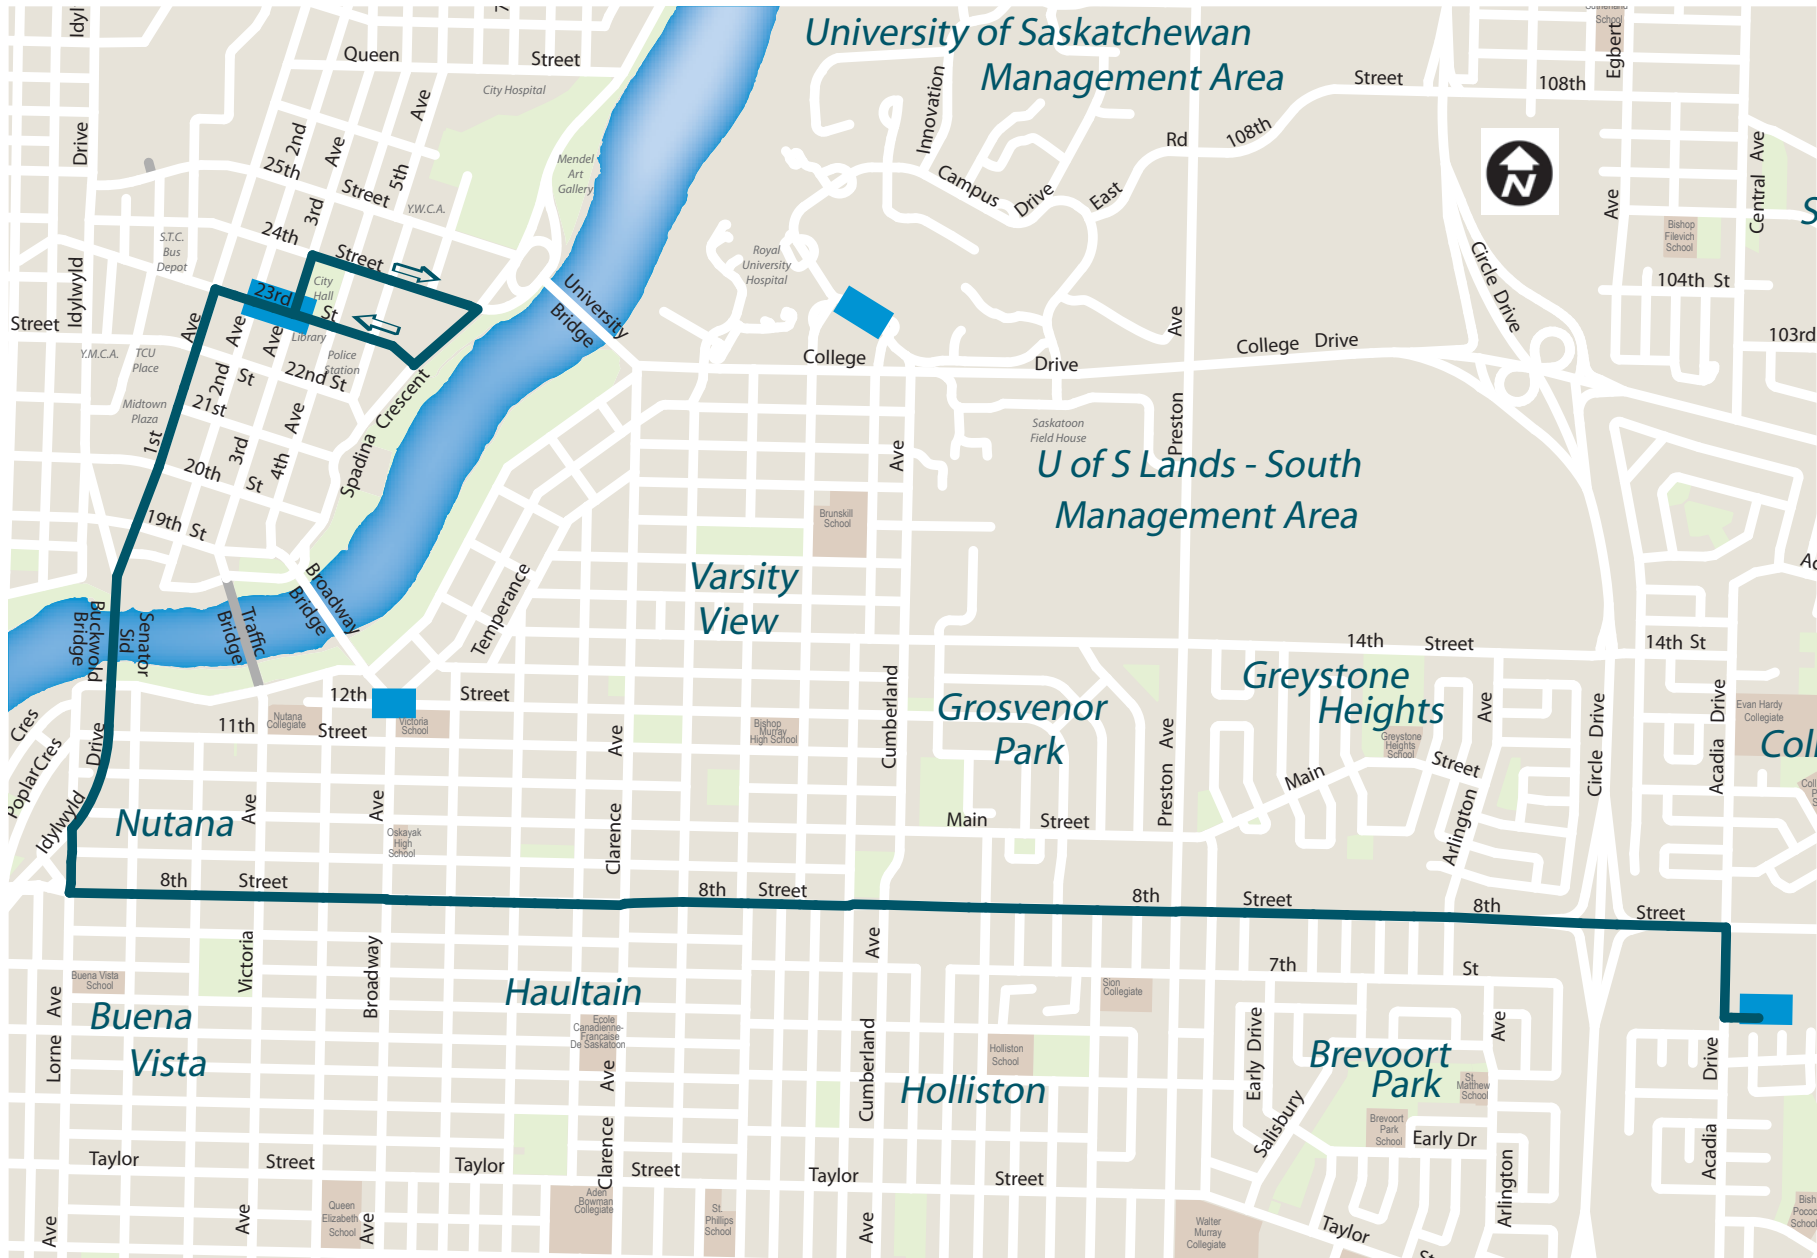 University of Saskatchewan
Management Area
Idyl
Queen
Street
City Hospital
Ave
Innovation
Street
108th
Egbert
Sutherland
School
Rd
108th
Drive
2nd
Ave
25th
Street
5th
3rd
Y.W.C.A.
Mendel
Art
Gallery
Campus
Drive
East
N
Ave
Central Ave
Bishop
Filevich
School
S.T.C.
Bus
Depot
24th
Street
City
Hall
23rd
St
Library
Police
Station
Royal
University
Hospital
University
Bridge
Circle Drive
104th St
103rd
Idylwyld
Street
Y.M.C.A.
TCU
Place
Midtown
Plaza
Ave
Ave
Ave
22nd St
2nd
St
21st
Ave
1st
3rd
4th
20th
St
19th St
Spadina Crescent
College
Drive
College Drive
Ave
Preston
Ave
Saskatoon
Field House
U of S Lands - South
Management Area
Brunskill
School
Varsity
View
Temperance
Broadway
Bridge
Traffic
Bridge
Senator
Sid
Buckwold
Bridge
14th
Street
14th St
12th
Street
11th
Street
Nutana
Collegiate
Victoria
School
Bishop
Murray
High School
Ave
Cumberland
Grosvenor
Park
Greystone
Heights
Greystone
Heights
School
Ave
Evan Hardy
Collegiate
Coll
Cres
Poplar Cres
Drive
Idylwyld
Nutana
Ave
Ave
Oskayak
High
School
Clarence
Main
Street
Preston Ave
Main
Street
Arlington
Circle Drive
Acadia Drive
8th
Street
8th
Street
8th
Street
8th
Street
Victoria
Broadway
Ave
7th
St
Buena Vista
School
Lorne Ave
Buena
Vista
Haultain
Ecole
Canadienne-
Francaise
De Saskatoon
Ave
Clarence
Cumberland
Sion
Collegiate
Holliston
School
Holliston
Early Drive
Salisbury
Brevoort
Park
Ave
St.
Matthew
School
Brevoort
Park
School
Early Dr
Drive
Acadia
Arlington
Taylor
Street
Taylor
Street
Taylor
Street
Taylor
Ave
Ave
Queen
Elizabeth
School
Ave
Aden
Bowman
Collegiate
St.
Phillips
School
Ave
Walter
Murray
Collegiate
Bish
Pococ
School